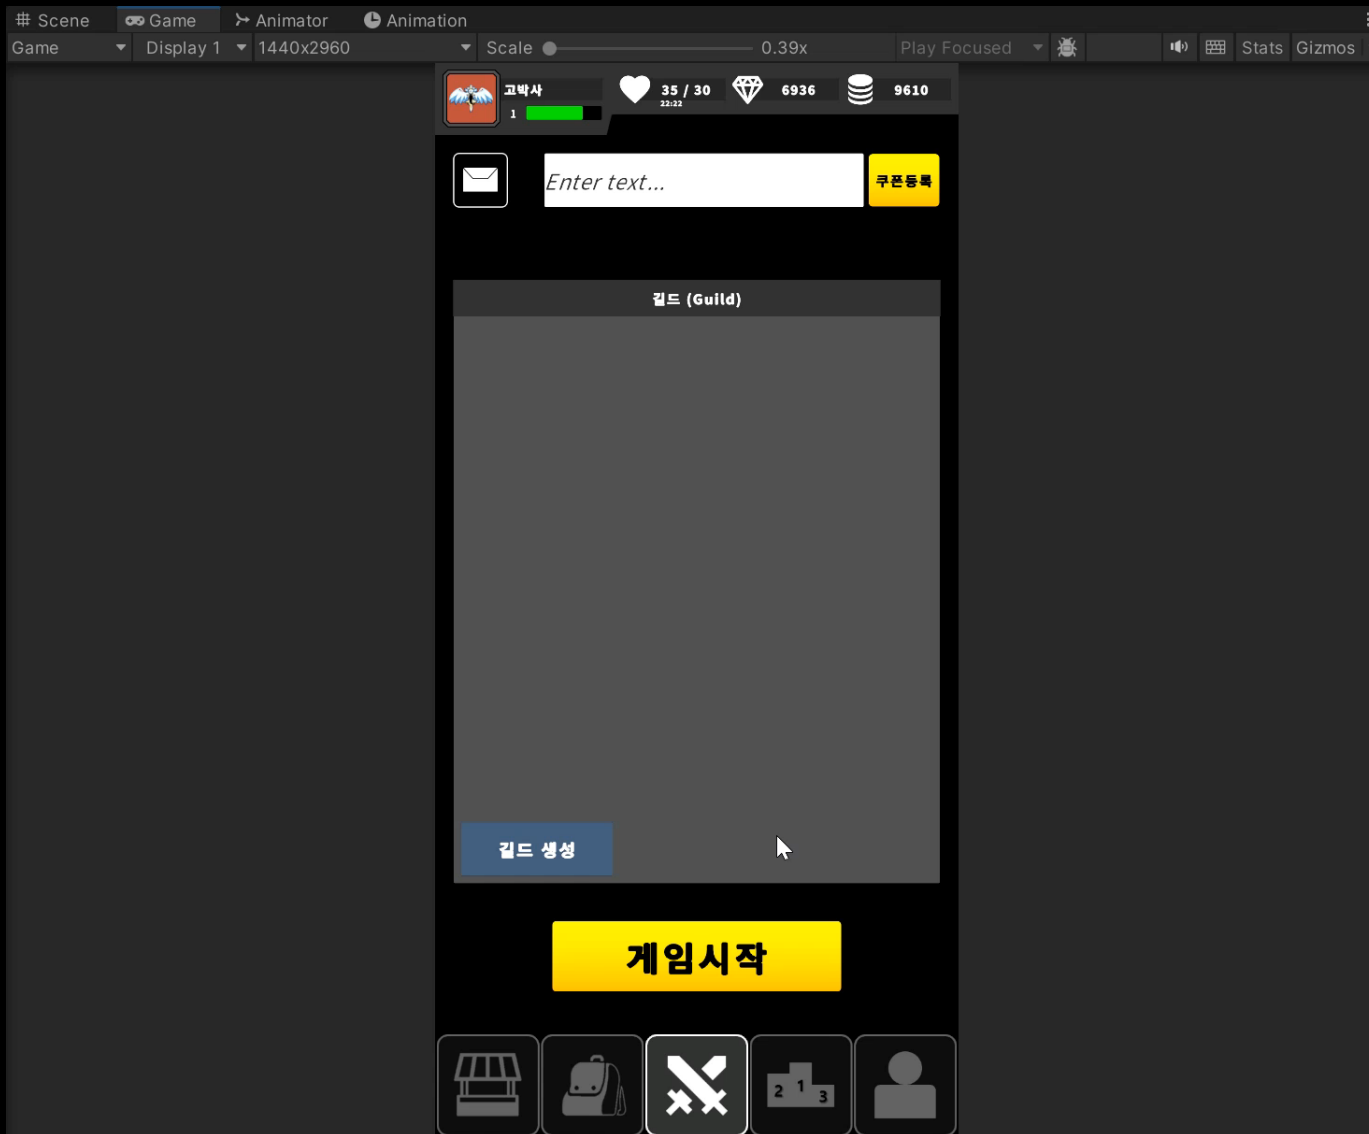 Scene Game Animator Animation
Game Display 1 1440x2960 Scale 0.39x Play Focused Stats Gizmos
고박사 35 / 30 6936 9610
22:22
1
Enter text... 쿠폰등록
길드 (Guild)
길드 생성
게임시작
2 1 3